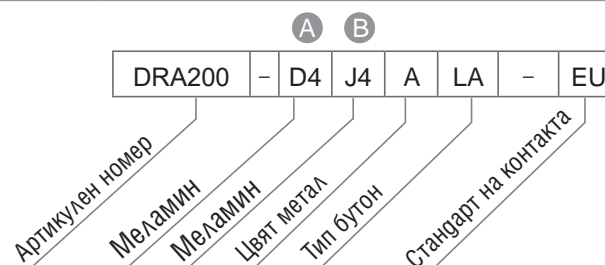 A B
DRA200 – D4 J4 A LA – EU
Артикулен номер
Меламин
Меламин
Цвят метал
Тип бутон
Стандарт на контакта